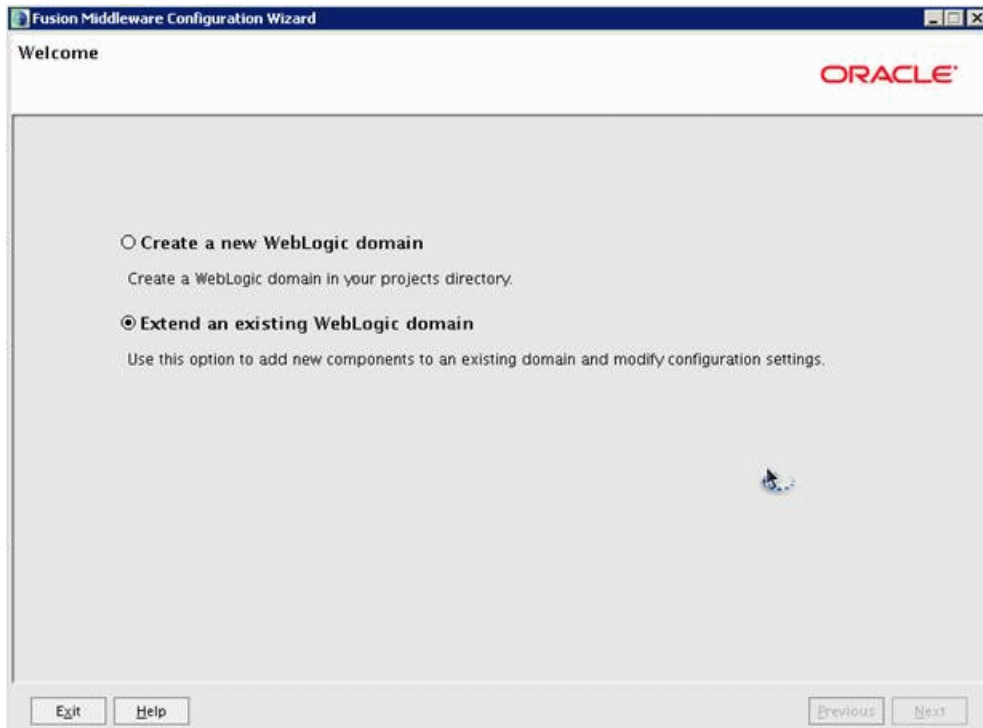 Fusion Middleware Configuration Wizard
Welcome
ORACLE
Create a new WebLogic domain
Create a WebLogic domain in your projects directory.
Extend an existing WebLogic domain
Use this option to add new components to an existing domain and modify configuration settings.
Exit
Help
Previous
Next